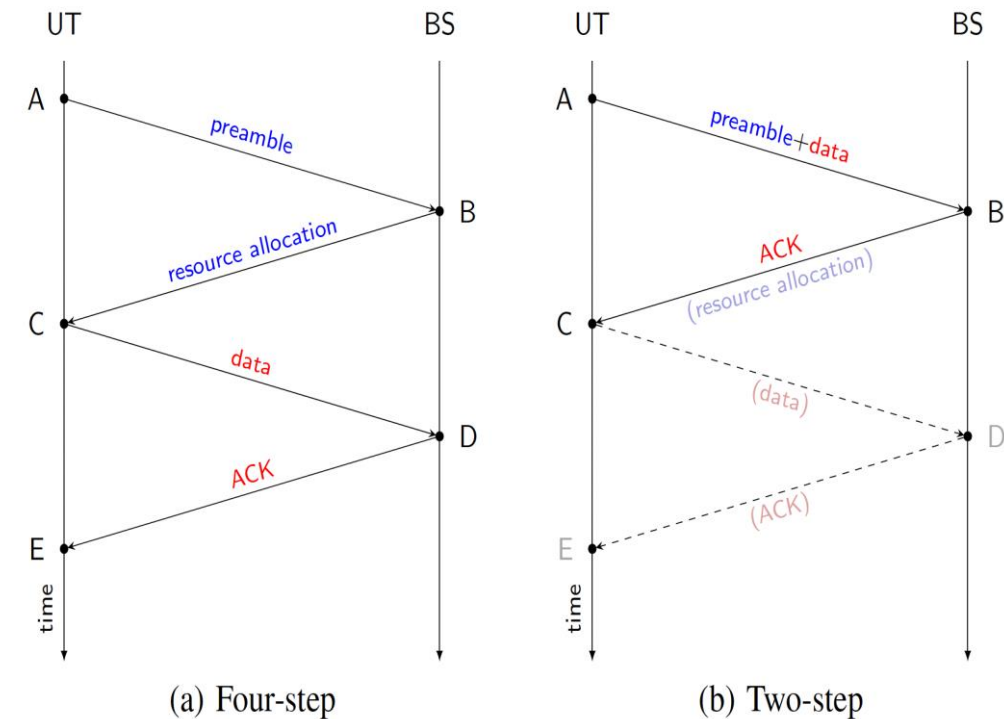 UT BS
A
preamble
B
resource allocation
C
data
D
ACK
E
time
(a) Four-step
UT BS
A
preamble+data
B
ACK
(resource allocation)
C
(data)
D
(ACK)
E
time
(b) Two-step